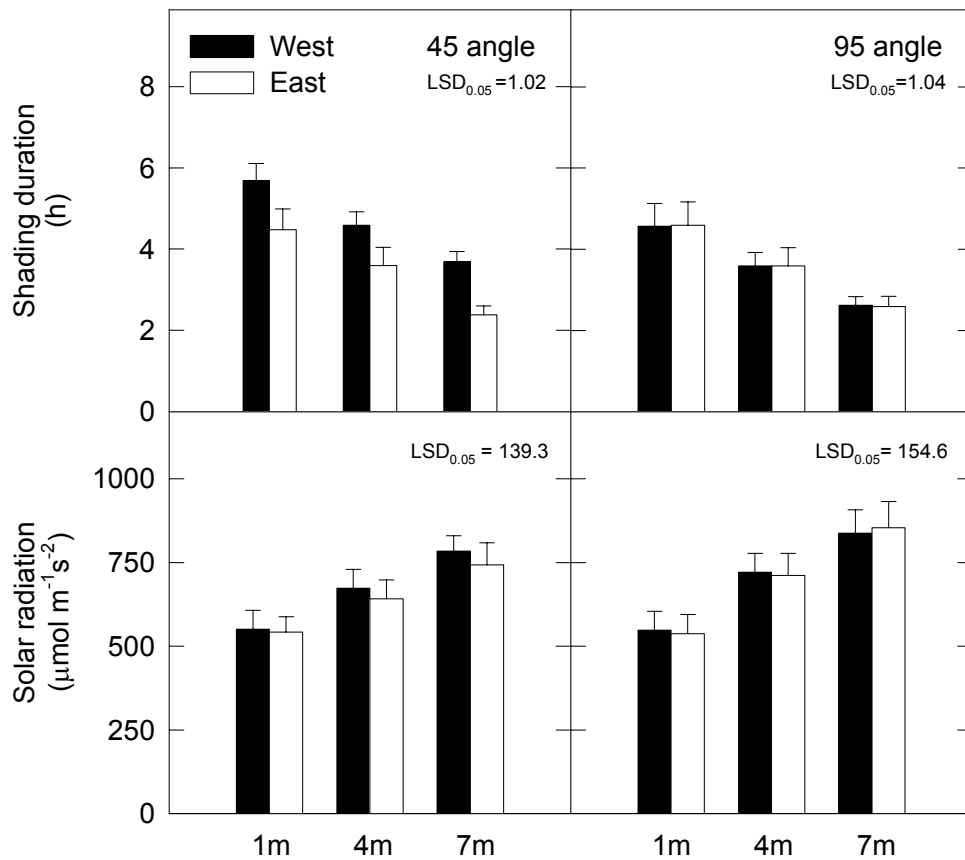 West
East
45 angle
LSD0.05 =1.02
95 angle
LSD0.05=1.04
Shading duration
(h)
8
6
4
2
0
LSD0.05 = 139.3
LSD0.05= 154.6
Solar radiation
(μmol m-1s-2)
1000
750
500
250
0
1m 4m 7m 1m 4m 7m